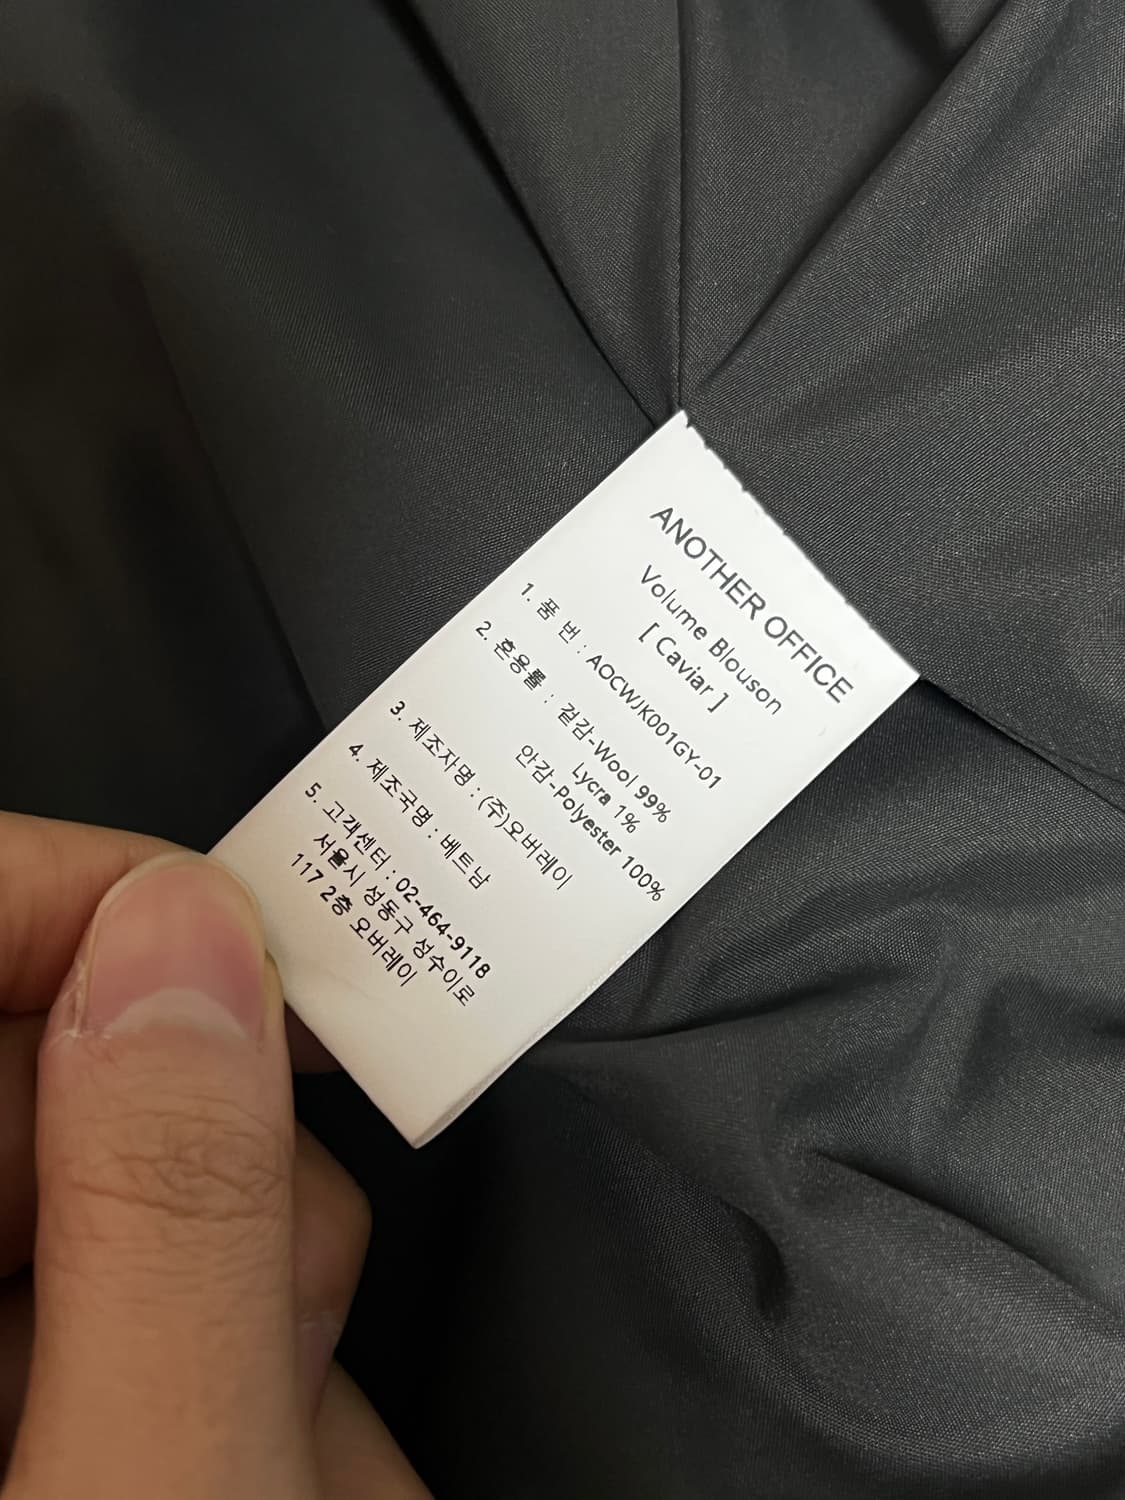 ANOTHER OFFICE
Volume Blouson
[ Caviar ]
1. 품 번 : AOCWJK001GY-01
2. 혼용률 : 겉감-Wool 99%
Lycra 1%
안감-Polyester 100%
3. 제조자명 : (주)오버레이
4. 제조국명 : 베트남
5. 고객센터 : 02-464-9118
서울시 성동구 성수이로
117 2층 오버레이